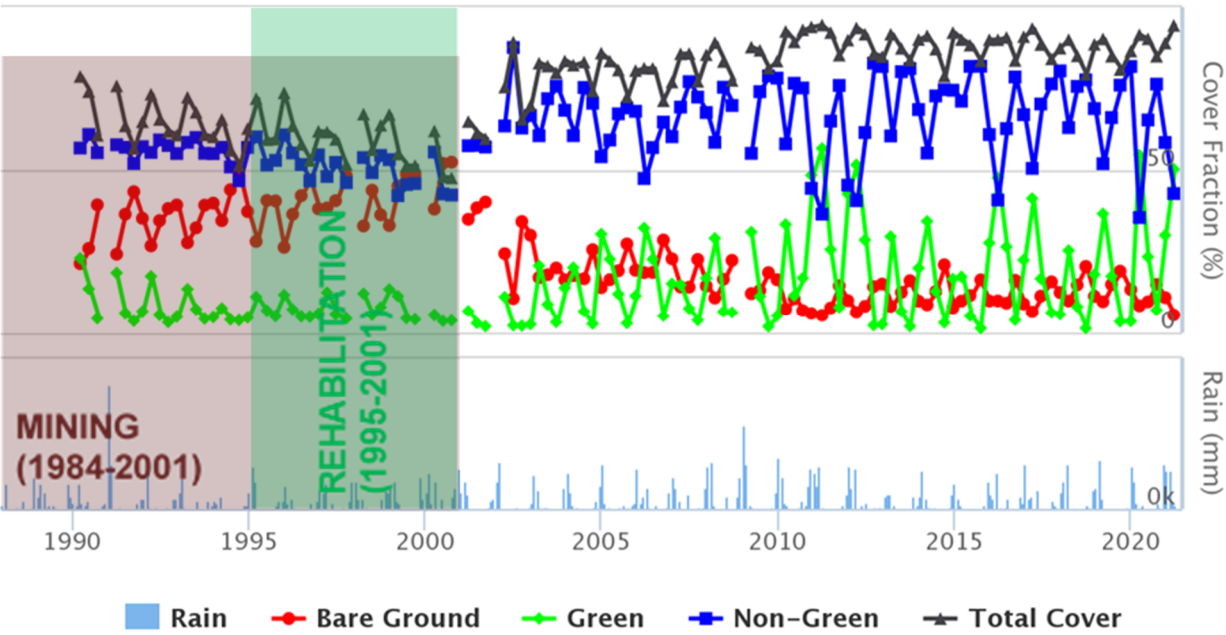 Cover Fraction (%)
50
0
MINING
(1984-2001)
REHABILITATION
(1995-2001)
Rain (mm)
0k
1990 1995 2000 2005 2010 2015 2020
Rain Bare Ground Green Non-Green Total Cover